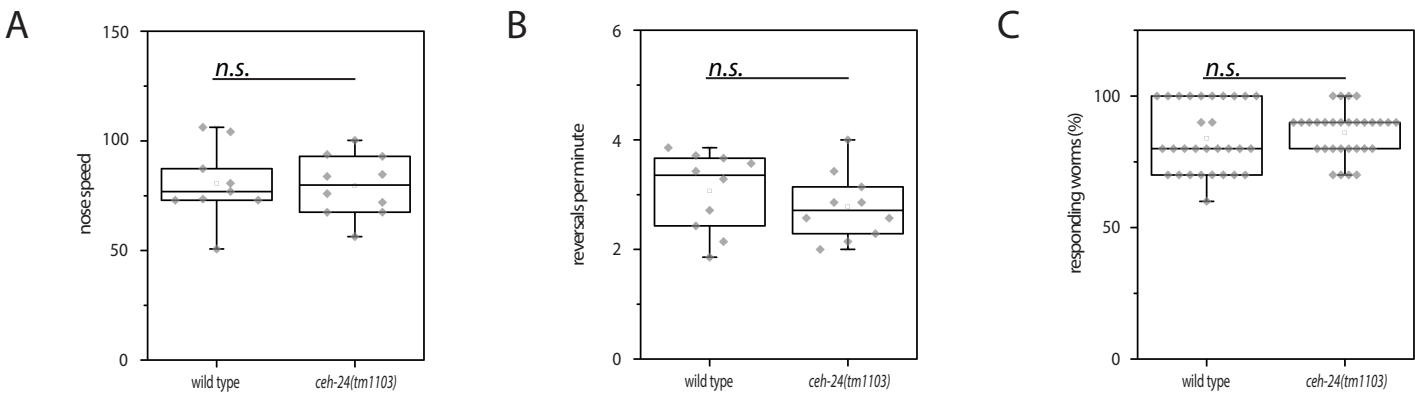 A
nose speed
150
100
50
0
n.s.
wild type
ceh-24(tm1103)
B
reversals per minute
6
4
2
0
n.s.
wild type
ceh-24(tm1103)
C
responding worms (%)
100
50
0
n.s.
wild type
ceh-24(tm1103)